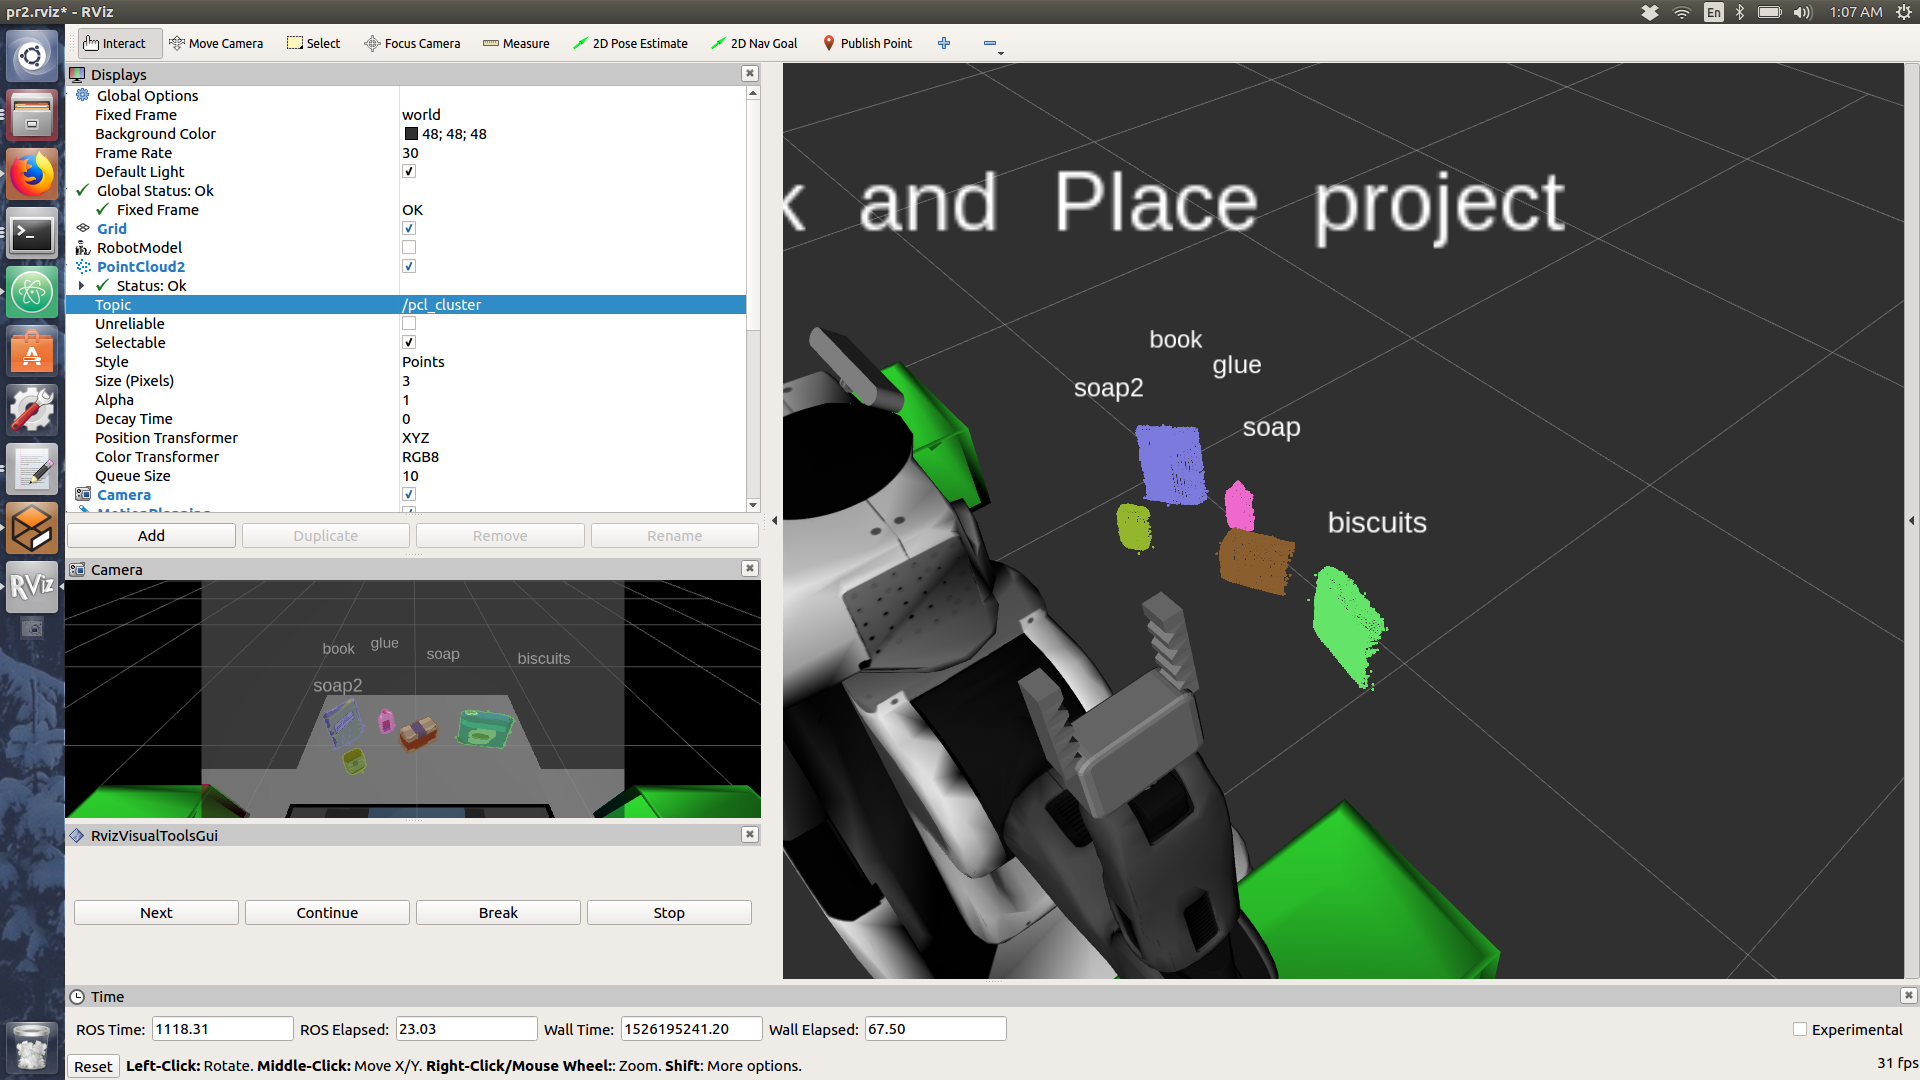 pr2.rviz* - RViz
En
1:07 AM
Interact Move Camera Select Focus Camera Measure 2D Pose Estimate 2D Nav Goal Publish Point
Displays
Global Options
Fixed Frame world
Background Color 48; 48; 48
Frame Rate 30
Default Light
Global Status: Ok
Fixed Frame OK
Grid
RobotModel
PointCloud2
Status: Ok
Topic /pcl_cluster
Unreliable
Selectable
Style Points
Size (Pixels) 3
Alpha 1
Decay Time 0
Position Transformer XYZ
Color Transformer RGB8
Queue Size 10
Camera
Add Duplicate Remove Rename
Camera
book glue soap biscuits
soap2
RvizVisualToolsGui
Next Continue Break Stop
and Place project
book
glue
soap2
soap
biscuits
RViz
Time
ROS Time: 1118.31 ROS Elapsed: 23.03 Wall Time: 1526195241.20 Wall Elapsed: 67.50 Experimental
Reset Left-Click: Rotate. Middle-Click: Move X/Y. Right-Click/Mouse Wheel:: Zoom. Shift: More options. 31 fps